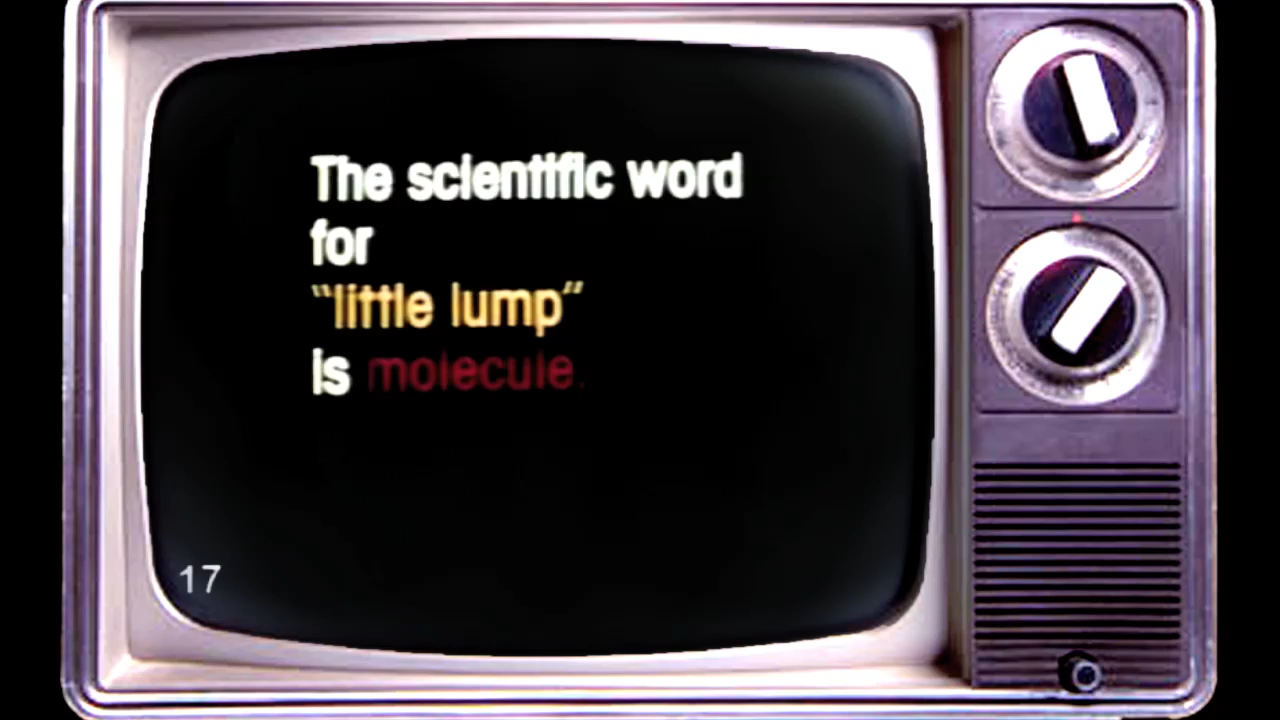 The scientific word
for
“little lump”
is molecule.
17